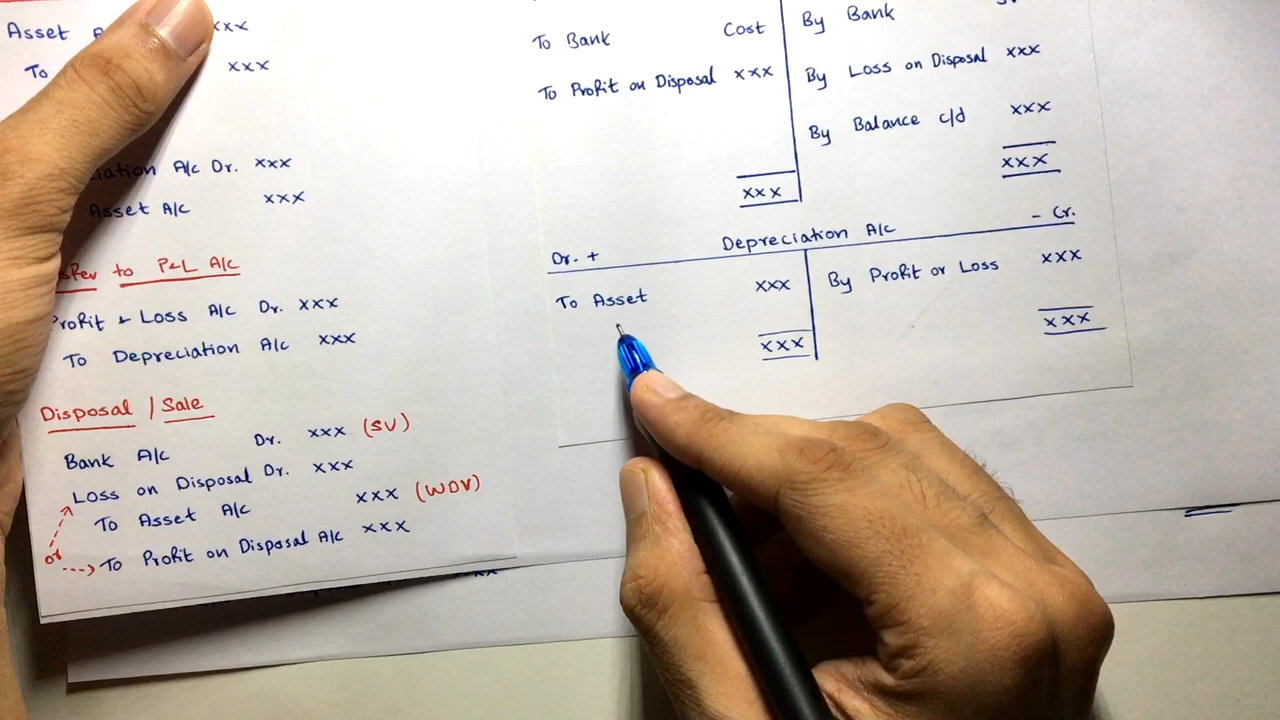 Asset xxx
To xxx
A/c Dr. xxx
Asset A/c xxx
to P&L A/c
Profit & Loss A/c Dr. xxx
To Depreciation A/c xxx
Disposal / Sale
Bank A/c Dr. xxx (SV)
Loss on Disposal Dr. xxx
To Asset A/c xxx (WDV)
or
To Profit on Disposal A/c xxx
To Bank Cost
By Bank
To Profit on Disposal xxx
By Loss on Disposal xxx
By Balance c/d xxx
xxx
xxx
Dr. + Depreciation A/c - Cr.
To Asset xxx
By Profit or Loss xxx
xxx
xxx